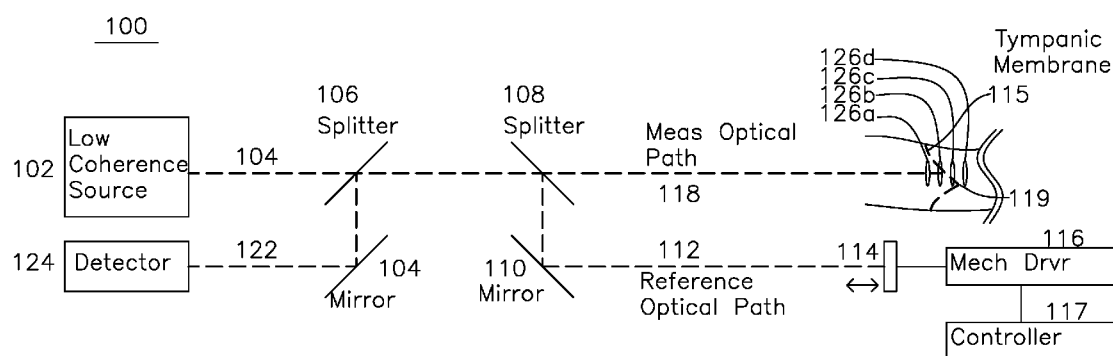 100
126d
126c
126b
126a
Tympanic
Membrane
115
106
Splitter
108
Splitter
102
Low
Coherence
Source
104
Meas Optical
Path
118
119
124
Detector
122
104
Mirror
110
Mirror
112
Reference
Optical Path
114
116
Mech Drvr
117
Controller